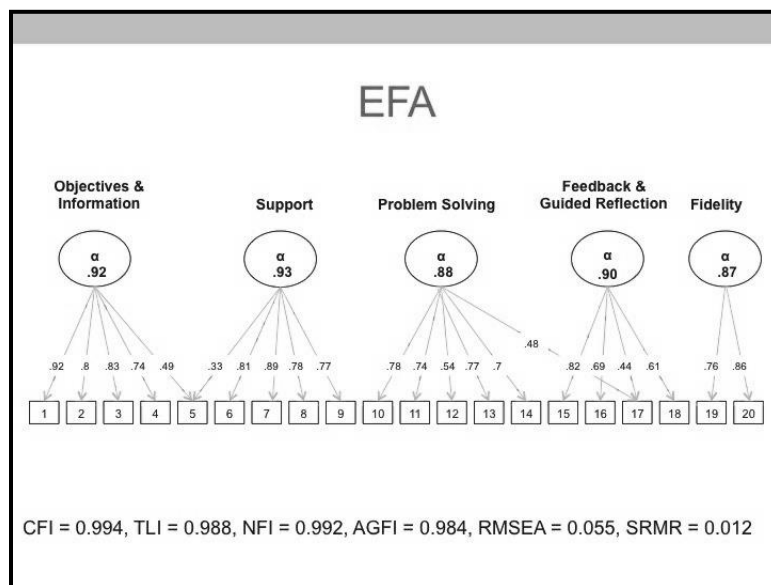 EFA
Objectives &
Information
Support
Problem Solving
Feedback &
Guided Reflection
Fidelity
α
.92
α
.93
α
.88
α
.90
α
.87
.48
.92 .8 .83 .74 .49 .33 .81 .89 .78 .77 .78 .74 .54 .77 .7 .82 .69 .44 .61 .76 .86
1 2 3 4 5 6 7 8 9 10 11 12 13 14 15 16 17 18 19 20
CFI = 0.994, TLI = 0.988, NFI = 0.992, AGFI = 0.984, RMSEA = 0.055, SRMR = 0.012